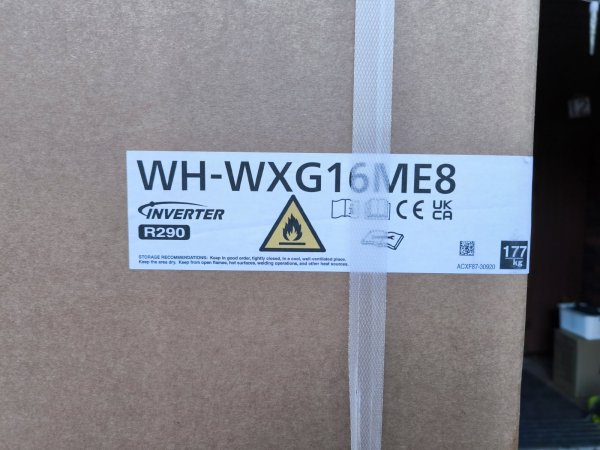 WH-WXG16ME8
INVERTER
CE UK CA
R290
STORAGE RECOMMENDATIONS: Keep in good order, tightly closed, in a cool, well ventilated place.
Keep the area dry. Keep from open flames, hot surfaces, welding operations, and other heat sources.
ACXF87-30920
177
kg
12